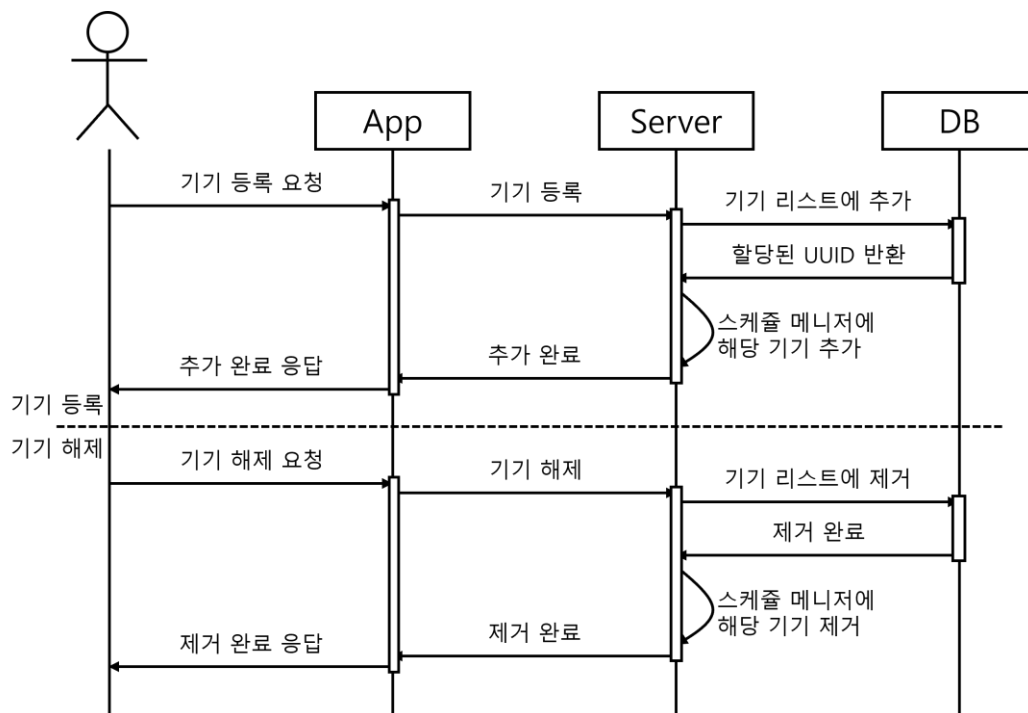 App
Server
DB
기기 등록 요청
기기 등록
기기 리스트에 추가
할당된 UUID 반환
스케쥴 메니저에
해당 기기 추가
추가 완료
추가 완료 응답
기기 등록
기기 해제
기기 해제 요청
기기 해제
기기 리스트에 제거
제거 완료
스케쥴 메니저에
해당 기기 제거
제거 완료
제거 완료 응답